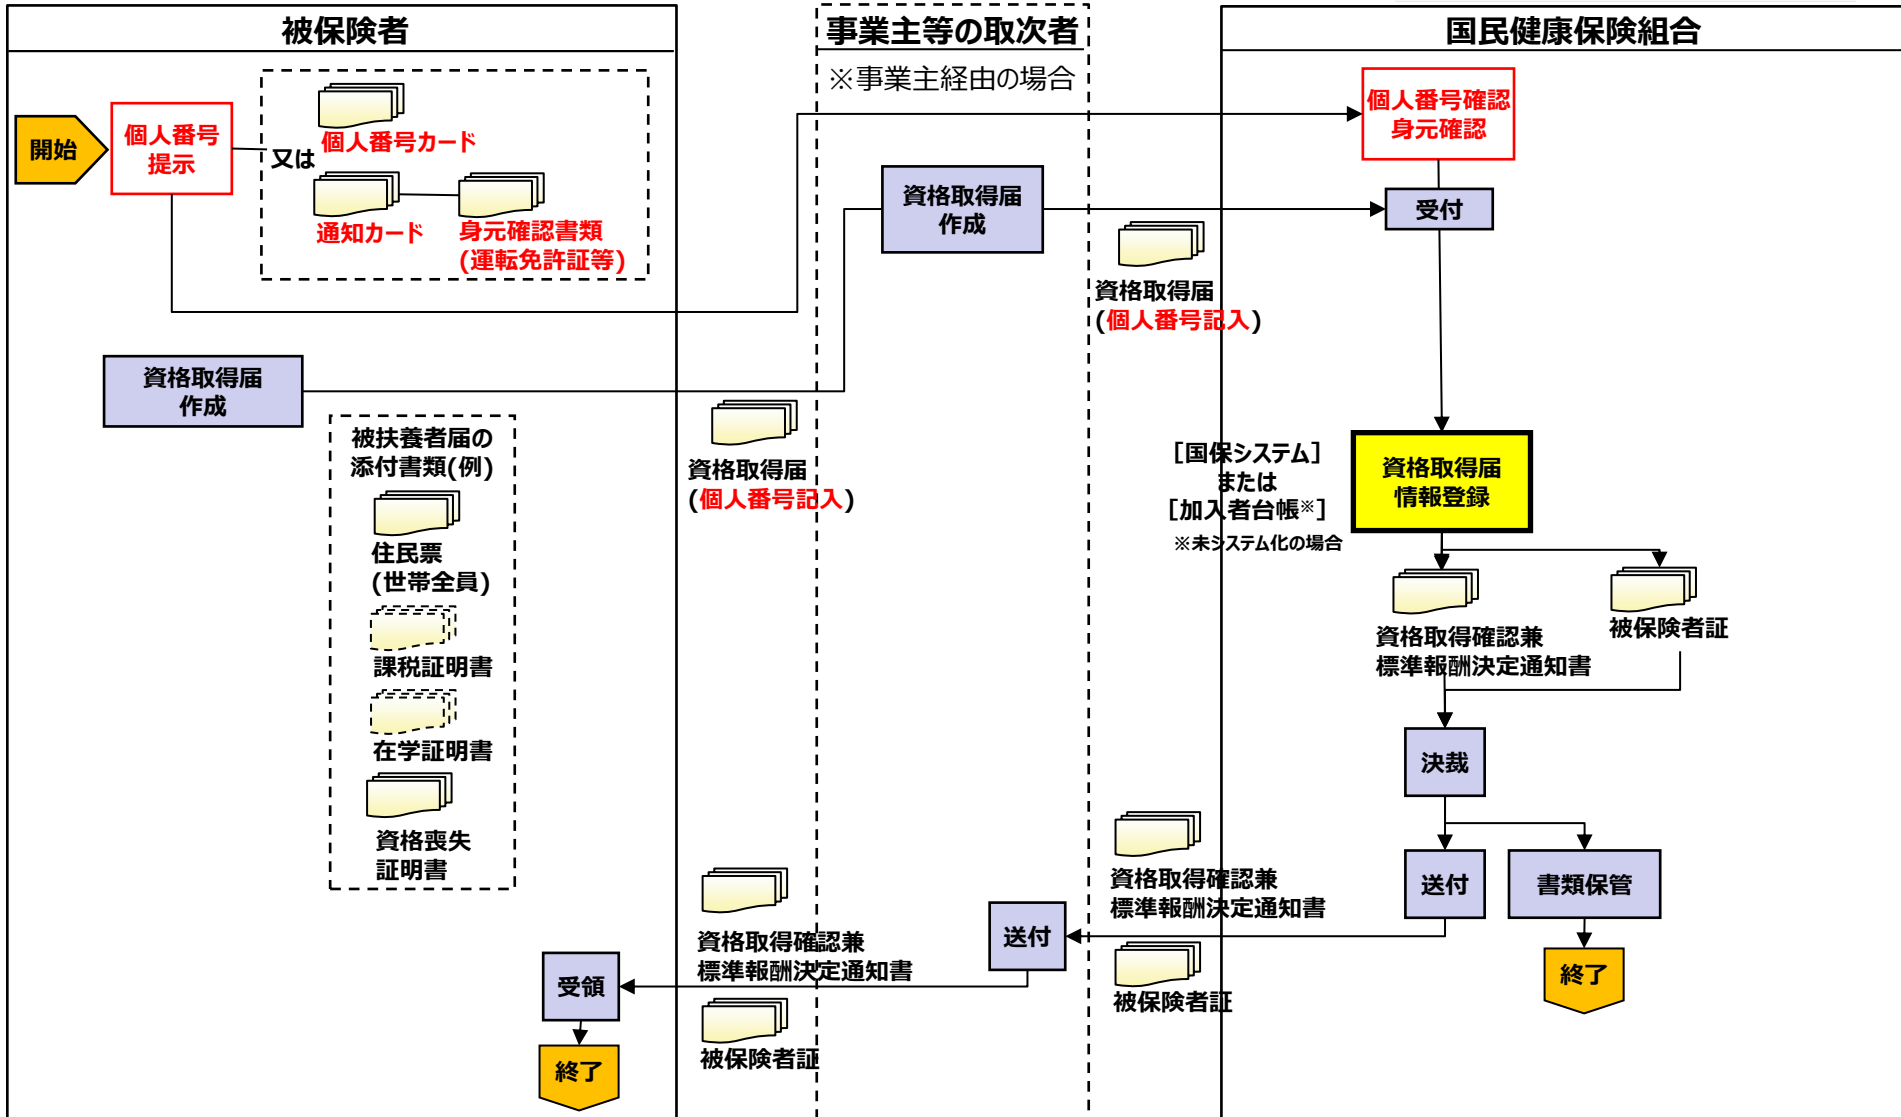 被保険者
事業主等の取次者
※事業主経由の場合
国民健康保険組合
開始
個人番号
提示
又は
個人番号カード
通知カード
身元確認書類
(運転免許証等)
個人番号確認
身元確認
資格取得届
作成
受付
資格取得届
(個人番号記入)
資格取得届
作成
資格取得届
(個人番号記入)
被扶養者届の
添付書類(例)
住民票
(世帯全員)
課税証明書
在学証明書
資格喪失
証明書
[国保システム]
または
[加入者台帳※]
※未システム化の場合
資格取得届
情報登録
資格取得確認兼
標準報酬決定通知書
被保険者証
決裁
送付
書類保管
終了
資格取得確認兼
標準報酬決定通知書
被保険者証
送付
資格取得確認兼
標準報酬決定通知書
被保険者証
受領
終了